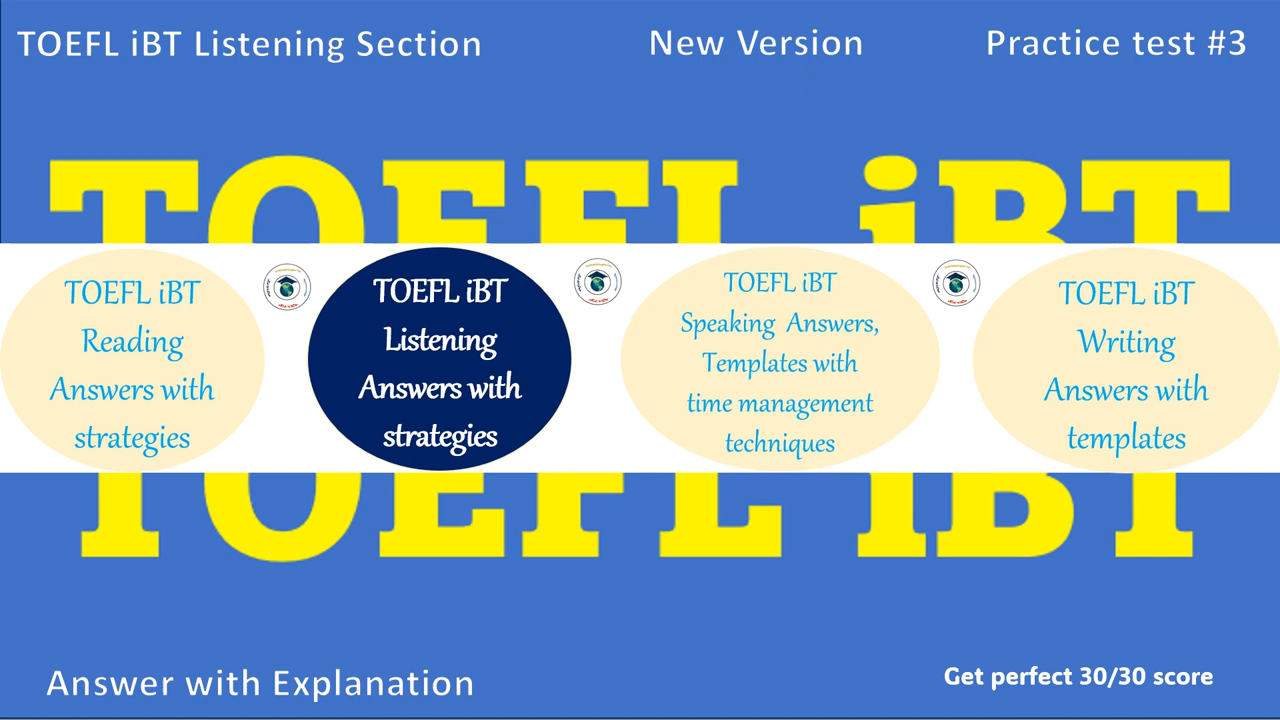 TOEFL iBT Listening Section
New Version
Practice test #3
TOEFL iBT
TOEFL iBT
Reading
Answers with
strategies
TOEFL iBT
Listening
Answers with
strategies
TOEFL iBT
Speaking Answers,
Templates with
time management
techniques
TOEFL iBT
Writing
Answers with
templates
TOEFL iBT
Answer with Explanation
Get perfect 30/30 score